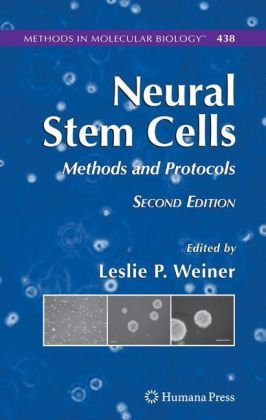 METHODS IN MOLECULAR BIOLOGY™ 438
Neural
Stem Cells
Methods and Protocols
SECOND EDITION
Edited by
Leslie P. Weiner
Humana Press